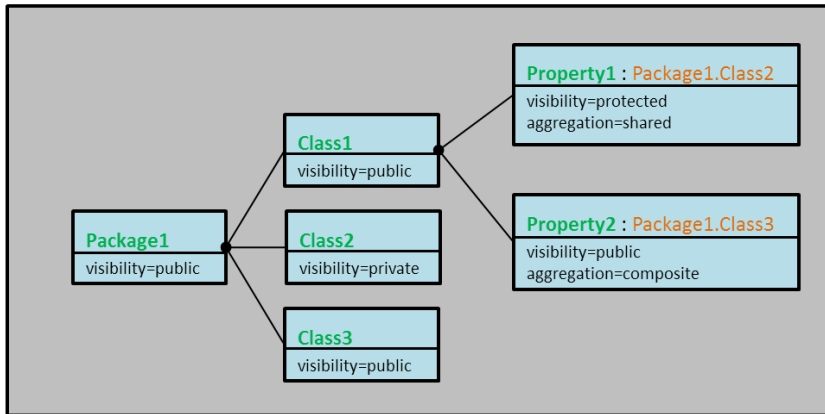 Package1
visibility=public
Class1
visibility=public
Class2
visibility=private
Class3
visibility=public
Property1 : Package1.Class2
visibility=protected
aggregation=shared
Property2 : Package1.Class3
visibility=public
aggregation=composite